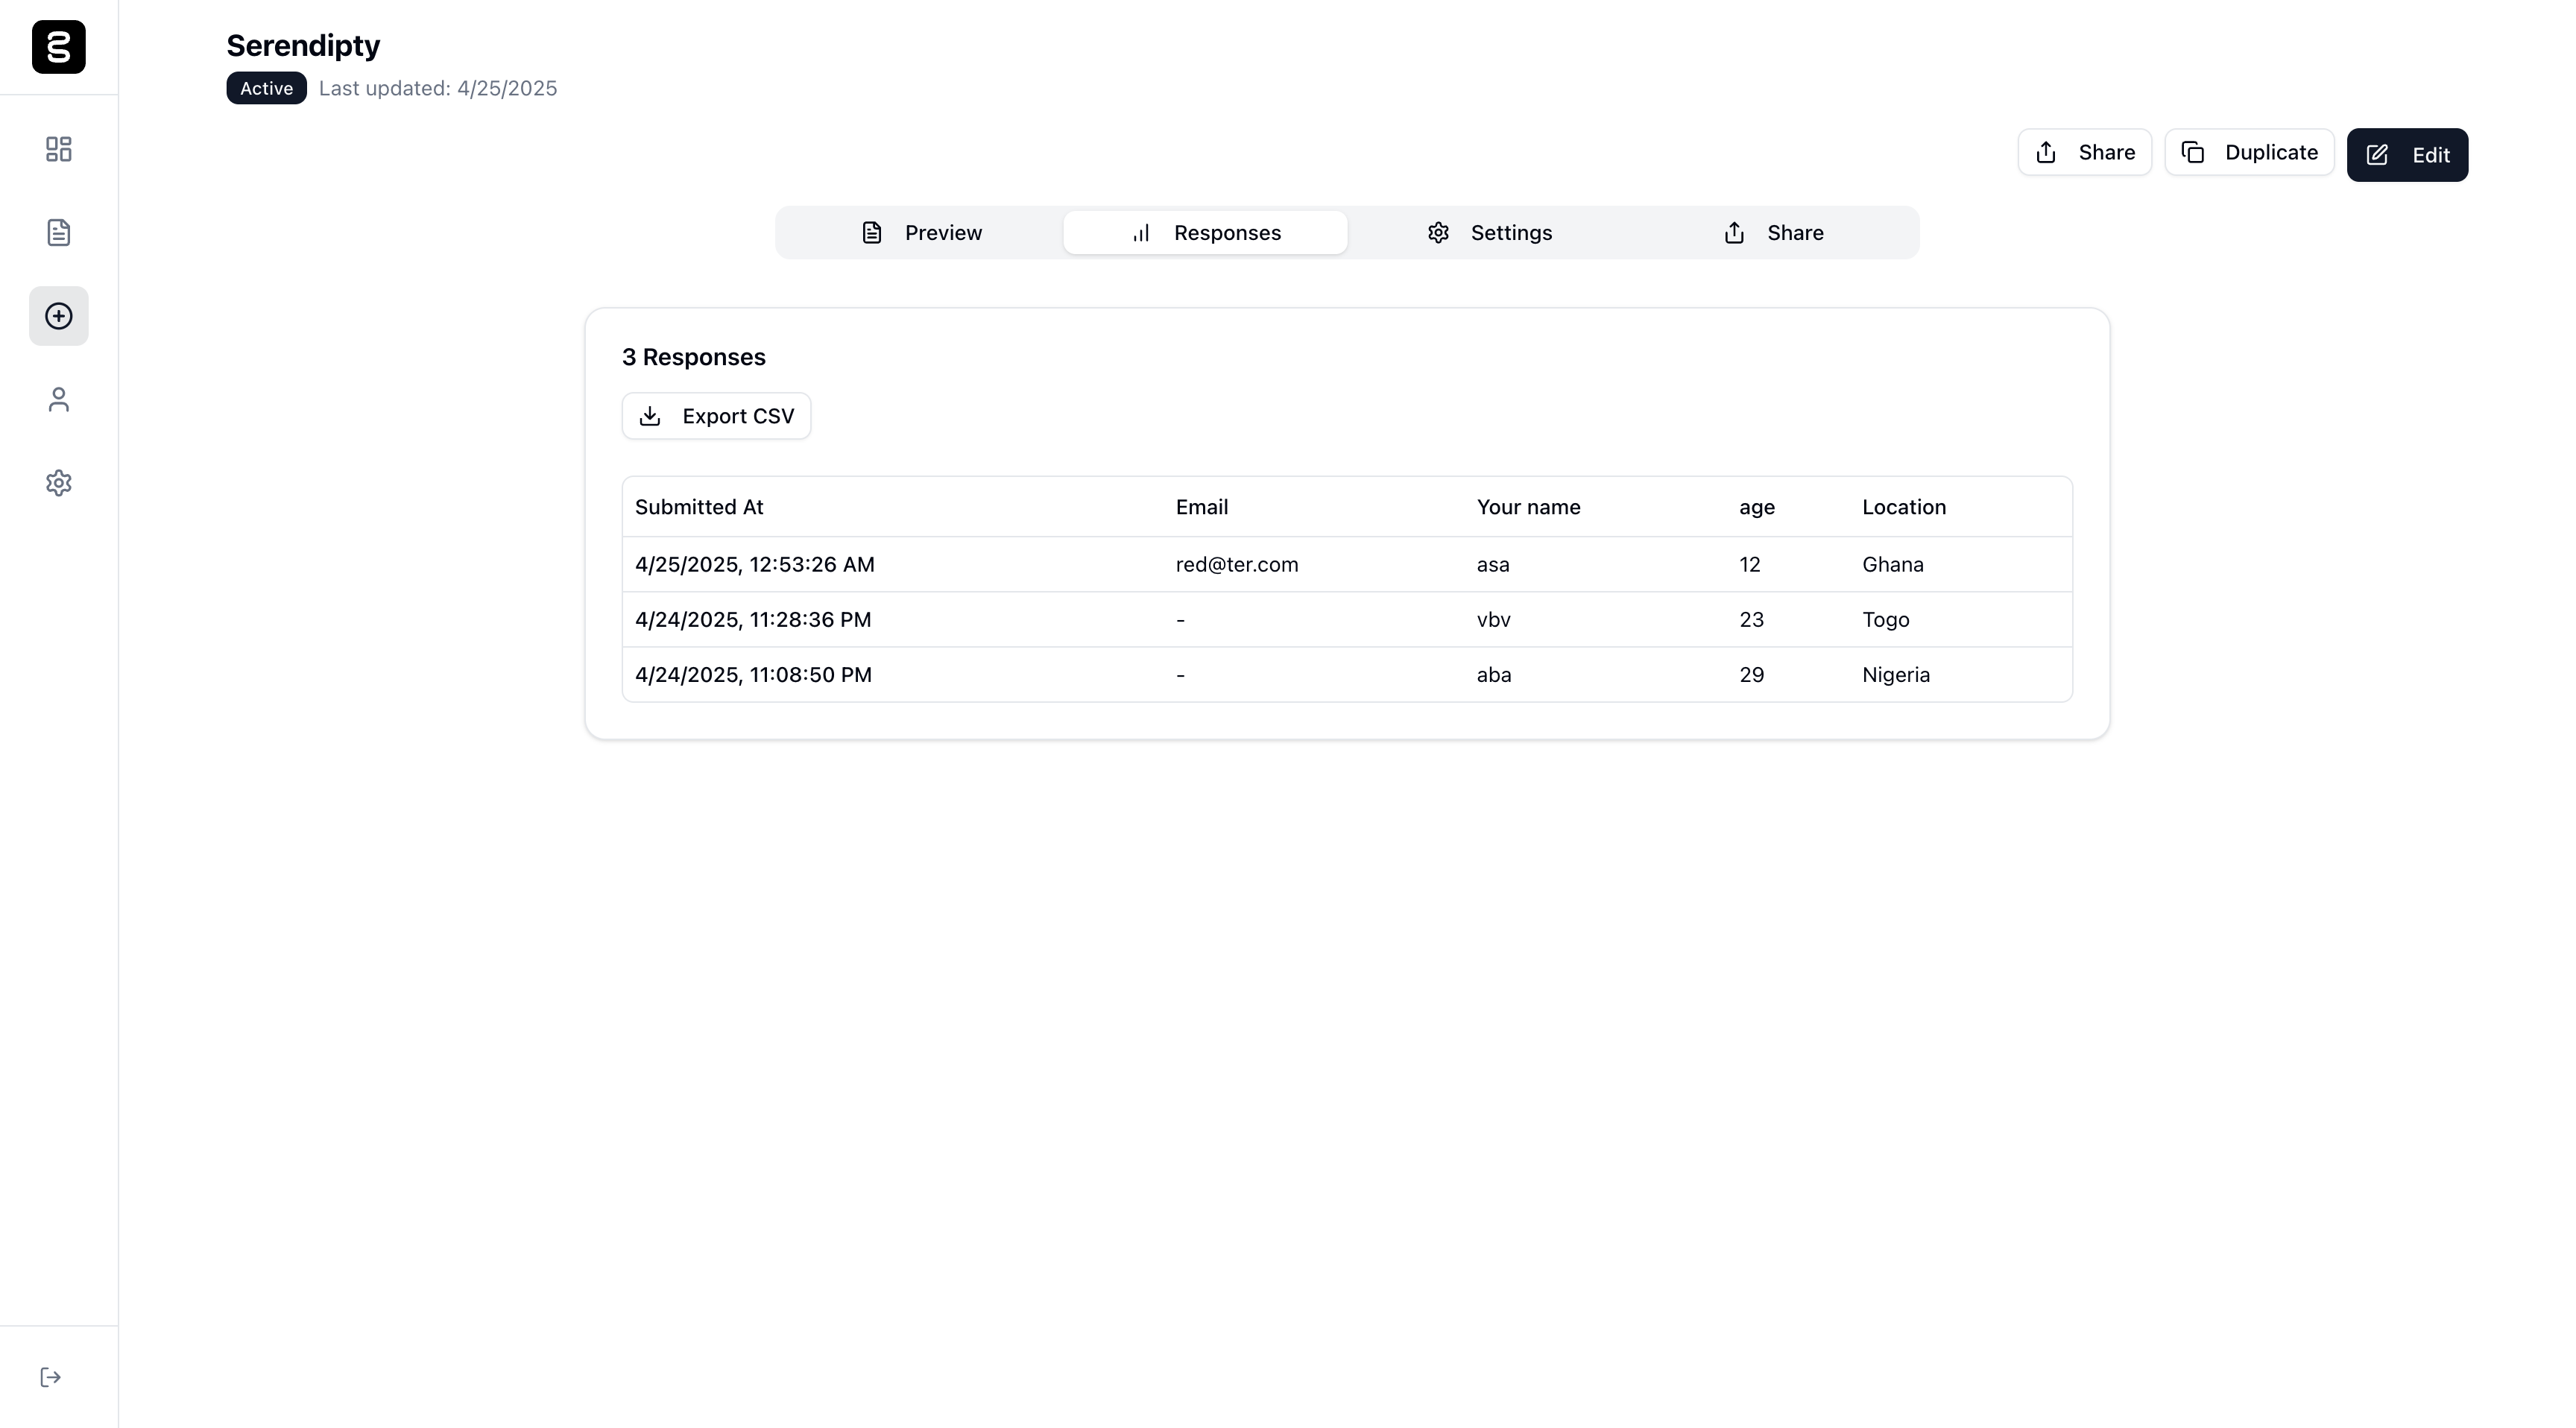 Serendipty
Active Last updated: 4/25/2025
Share Duplicate Edit
Preview Responses Settings Share
3 Responses
Export CSV
Submitted At Email Your name age Location
4/25/2025, 12:53:26 AM red@ter.com asa 12 Ghana
4/24/2025, 11:28:36 PM - vbv 23 Togo
4/24/2025, 11:08:50 PM - aba 29 Nigeria